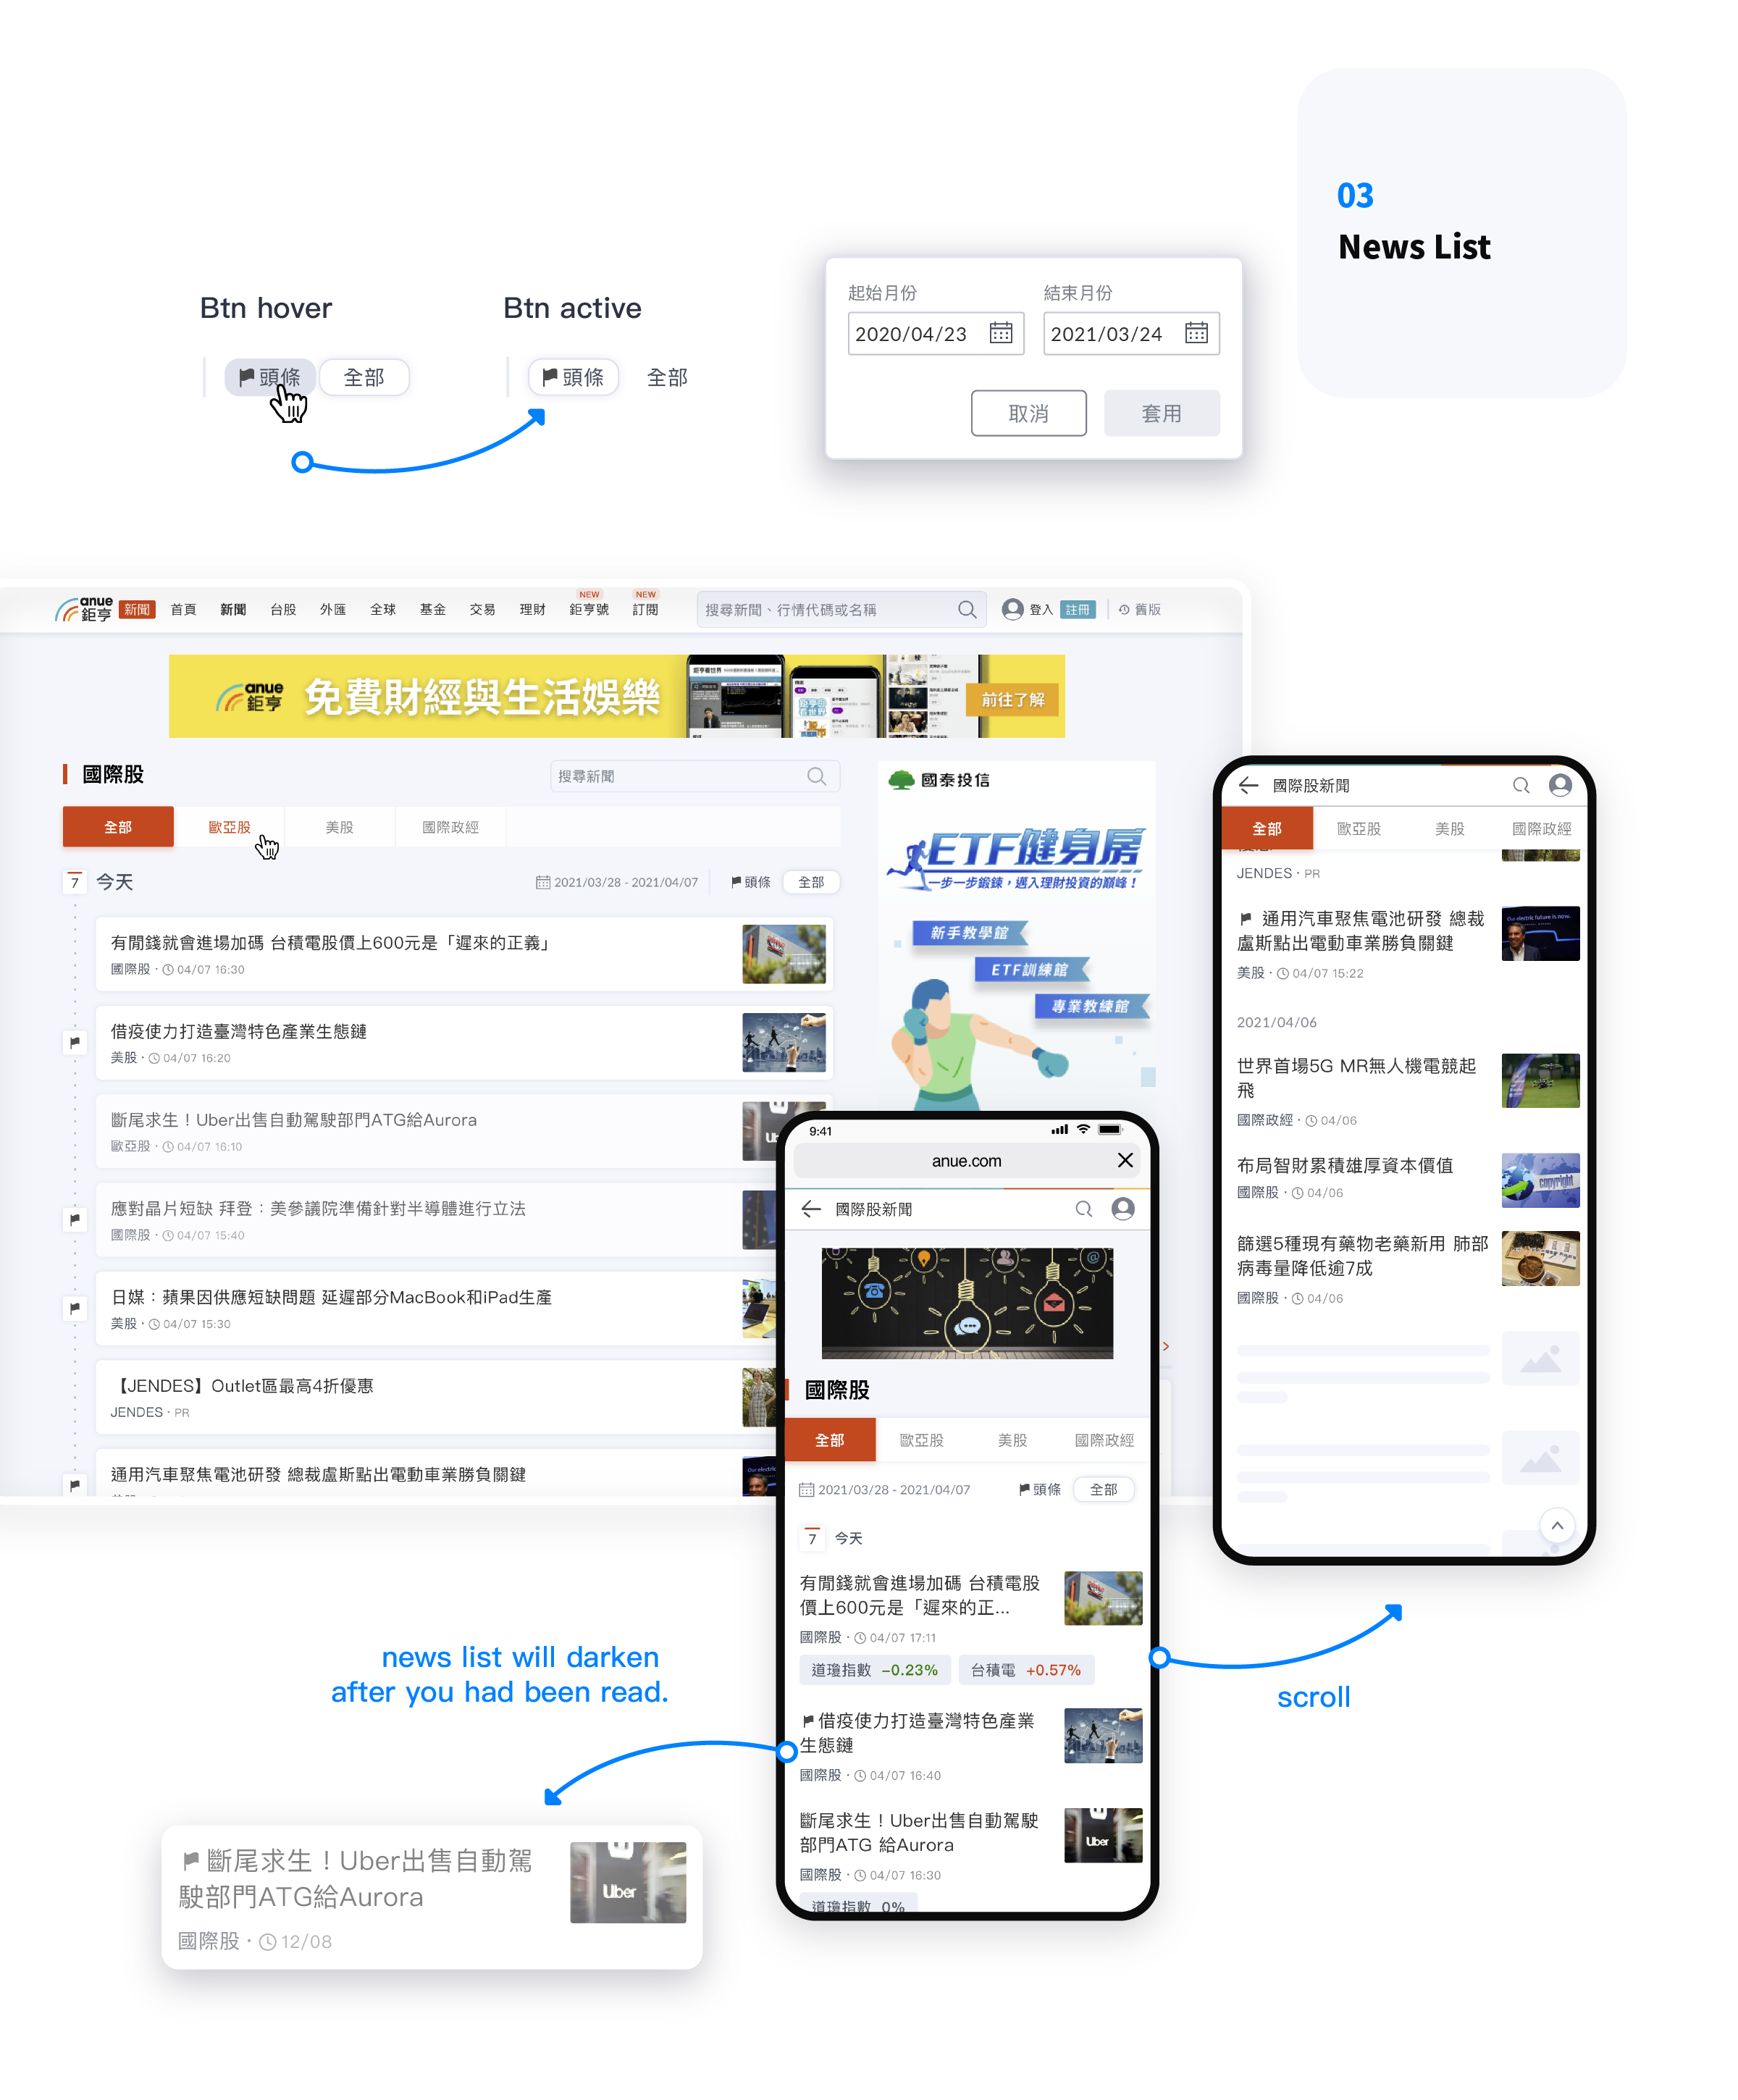 03
News List
Btn hover
頭條
全部
Btn active
頭條
全部
起始月份
結束月份
2020/04/23
2021/03/24
取消
套用
anue
鉅亨
新聞
首頁
新聞
台股
外匯
全球
基金
交易
理財
NEW
鉅亨號
NEW
訂閱
搜尋新聞、行情代碼或名稱
登入
註冊
舊版
anue
鉅亨
免費財經與生活娛樂
鉅亨看世界
前往了解
國際股
搜尋新聞
全部
歐亞股
美股
國際政經
7
今天
2021/03/28 - 2021/04/07
頭條
全部
有閒錢就會進場加碼 台積電股價上600元是「遲來的正義」
國際股・04/07 16:30
借疫使力打造臺灣特色產業生態鏈
美股・04/07 16:20
斷尾求生！Uber出售自動駕駛部門ATG給Aurora
歐亞股・04/07 16:10
應對晶片短缺 拜登：美參議院準備針對半導體進行立法
國際股・04/07 15:40
日媒：蘋果因供應短缺問題 延遲部分MacBook和iPad生產
美股・04/07 15:30
【JENDES】Outlet區最高4折優惠
JENDES・PR
通用汽車聚焦電池研發 總裁盧斯點出電動車業勝負關鍵
國泰投信
ETF健身房
一步一步鍛鍊，邁入理財投資的巔峰！
新手教學館
ETF訓練館
專業教練館
9:41
anue.com
國際股新聞
國際股
全部
歐亞股
美股
國際政經
2021/03/28 - 2021/04/07
頭條
全部
7
今天
有閒錢就會進場加碼 台積電股
價上600元是「遲來的正...
國際股・04/07 17:11
道瓊指數 -0.23%
台積電 +0.57%
借疫使力打造臺灣特色產業
生態鏈
國際股・04/07 16:40
斷尾求生！Uber出售自動駕駛
部門ATG 給Aurora
Uber
國際股・04/07 16:30
道瓊指數 0%
國際股新聞
全部
歐亞股
美股
國際政經
JENDES・PR
通用汽車聚焦電池研發 總裁
盧斯點出電動車業勝負關鍵
Our electric future is now.
美股・04/07 15:22
2021/04/06
世界首場5G MR無人機電競起
飛
國際政經・04/06
布局智財累積雄厚資本價值
copyright
國際股・04/06
篩選5種現有藥物老藥新用 肺部
病毒量降低逾7成
國際股・04/06
scroll
news list will darken
after you had been read.
斷尾求生！Uber出售自動駕
駛部門ATG給Aurora
Uber
國際股・12/08